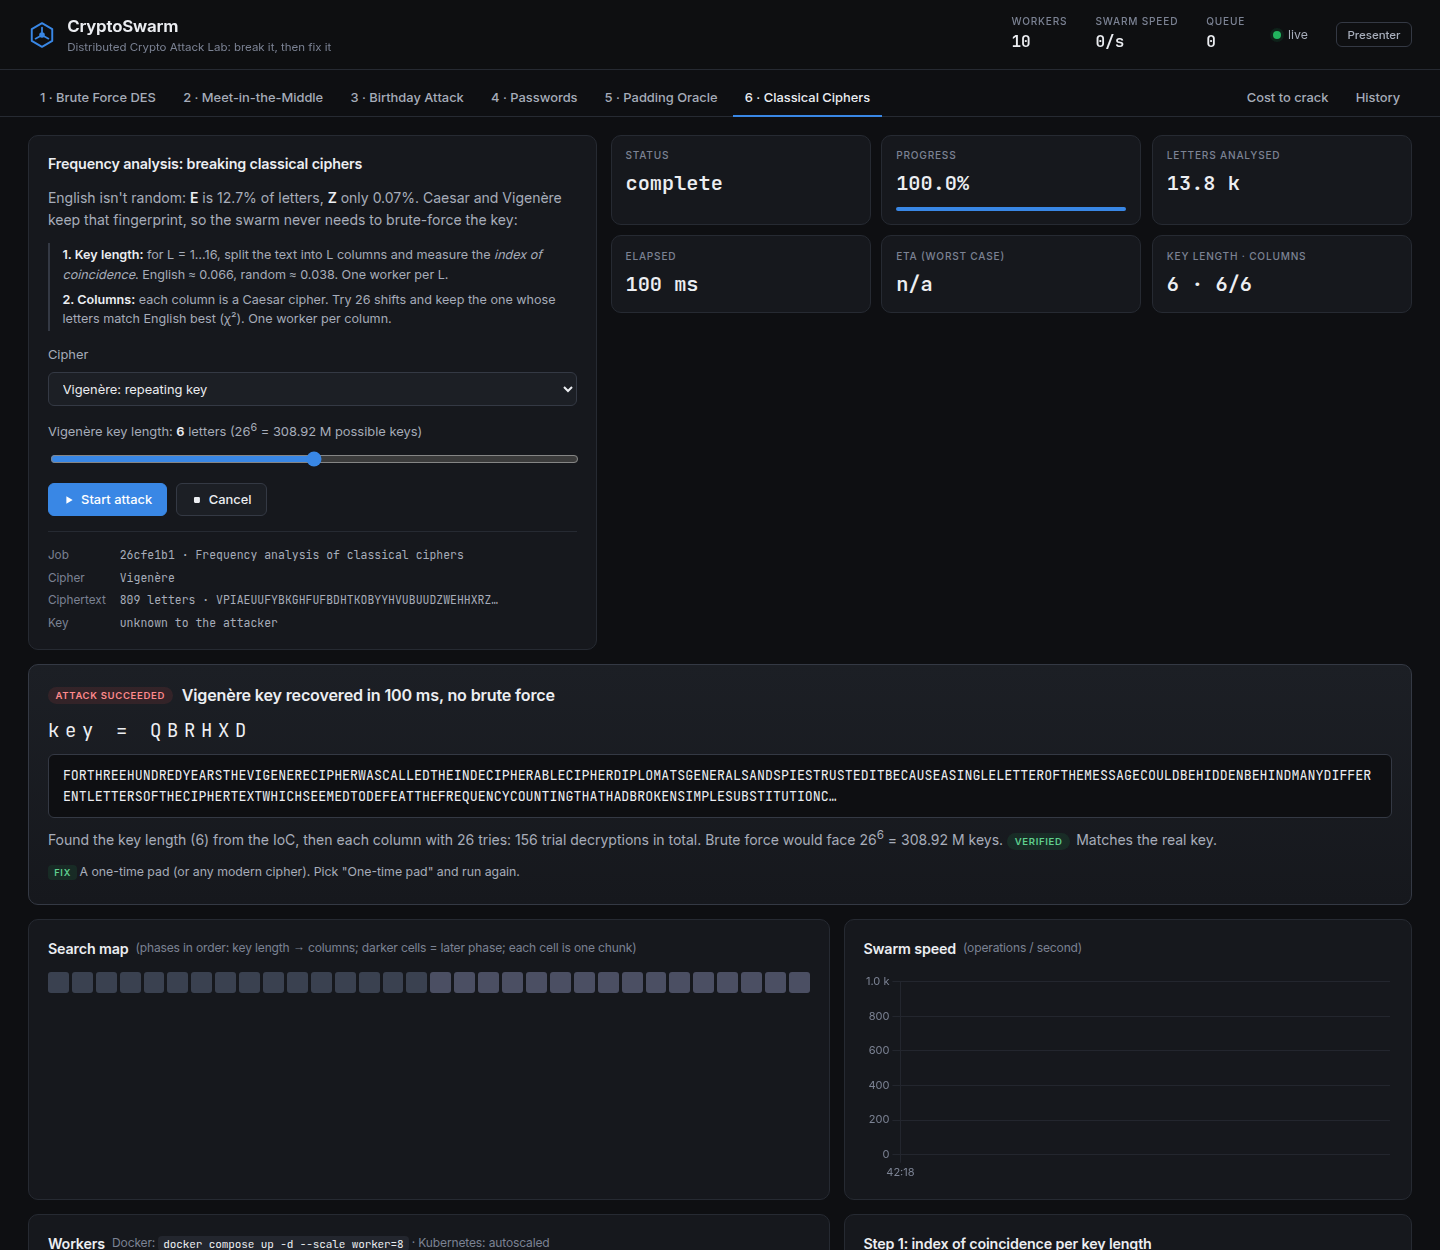 CryptoSwarm
Distributed Crypto Attack Lab: break it, then fix it
WORKERS
10
SWARM SPEED
0/s
QUEUE
0
live
Presenter
1 · Brute Force DES
2 · Meet-in-the-Middle
3 · Birthday Attack
4 · Passwords
5 · Padding Oracle
6 · Classical Ciphers
Cost to crack
History
Frequency analysis: breaking classical ciphers
English isn't random: E is 12.7% of letters, Z only 0.07%. Caesar and Vigenère
keep that fingerprint, so the swarm never needs to brute-force the key:
1. Key length: for L = 1…16, split the text into L columns and measure the index of
coincidence. English ≈ 0.066, random ≈ 0.038. One worker per L.
2. Columns: each column is a Caesar cipher. Try 26 shifts and keep the one whose
letters match English best (χ²). One worker per column.
Cipher
Vigenère: repeating key
Vigenère key length: 6 letters (26⁶ = 308.92 M possible keys)
Start attack
Cancel
Job 26cfe1b1 · Frequency analysis of classical ciphers
Cipher Vigenère
Ciphertext 809 letters · VPIAEUUFYBKGHFUFBDHTKOBYYHVUBUUDZWEHHXRZ…
Key unknown to the attacker
STATUS
complete
PROGRESS
100.0%
LETTERS ANALYSED
13.8 k
ELAPSED
100 ms
ETA (WORST CASE)
n/a
KEY LENGTH · COLUMNS
6 · 6/6
ATTACK SUCCEEDED Vigenère key recovered in 100 ms, no brute force
key = QBRHXD
FORTHREEHUNDREDYEARSTHEVIGENERECIPHERWASCALLEDTHEINDECIPHERABLECIPHERDIPLOMATSGENERALSANDSPIESTRUSTEDITBECAUSEASINGLELETTEROFTHEMESSAGECOULDBEHIDDENBEHINDMANYDIFFER
ENTLETTERSOFTHECIPHERTEXTWHICHSEEMEDTODEFEATTHEFREQUENCYCOUNTINGTHATHADBROKENSIMPLESUBSTITUTIONC…
Found the key length (6) from the IoC, then each column with 26 tries: 156 trial decryptions in total. Brute force would face 26⁶ = 308.92 M keys. VERIFIED Matches the real key.
FIX A one-time pad (or any modern cipher). Pick "One-time pad" and run again.
Search map (phases in order: key length → columns; darker cells = later phase; each cell is one chunk)
Swarm speed (operations / second)
1.0 k
800
600
400
200
0
42:18
Workers Docker: docker compose up -d --scale worker=8 · Kubernetes: autoscaled
Step 1: index of coincidence per key length